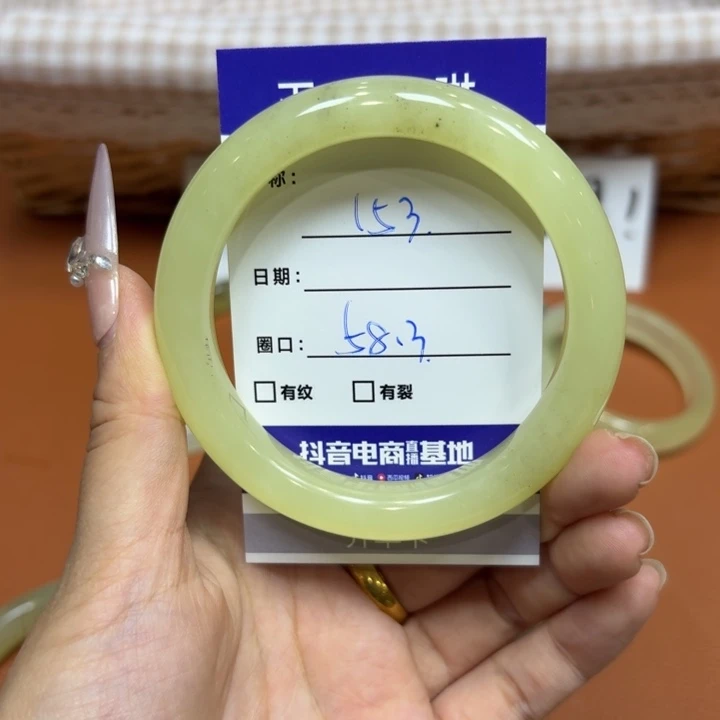 称：
153.
日期：
圈口： 58.3
有纹 有裂
抖音电商直播基地